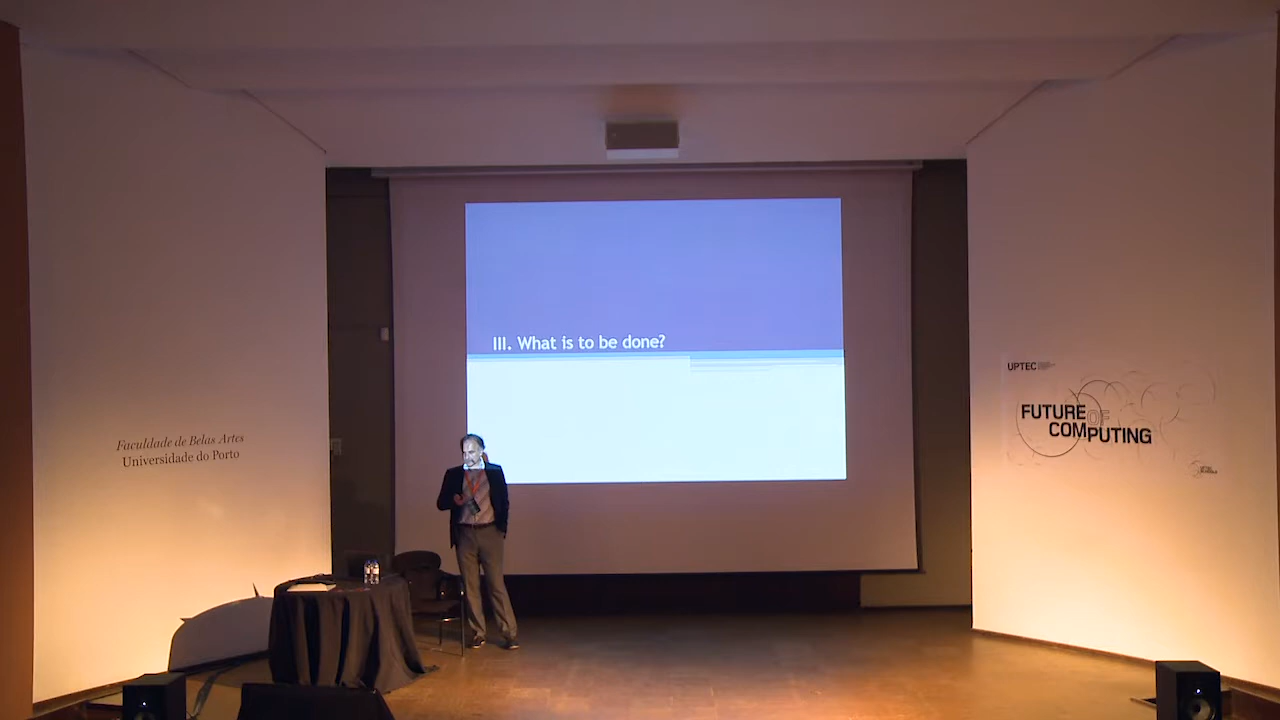 III. What is to be done?
Faculdade de Belas Artes
Universidade do Porto
UPTEC
FUTURE OF
COMPUTING